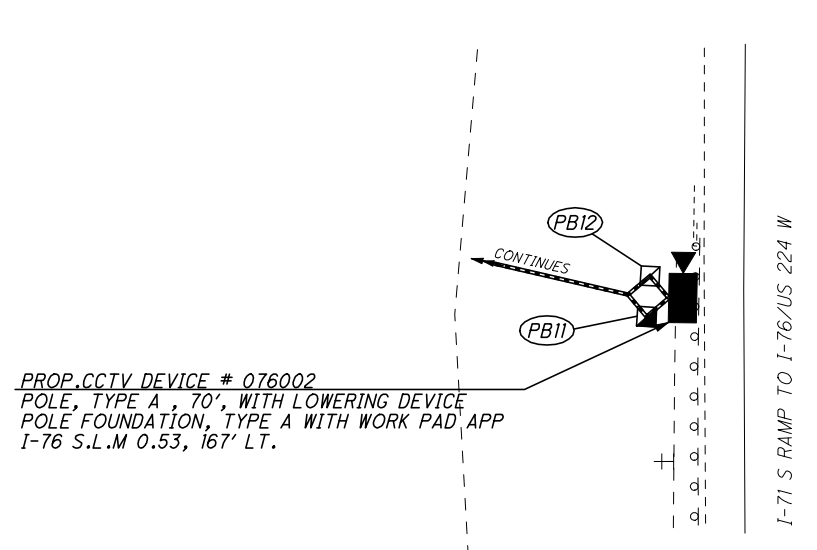 PB12
CONTINUES
PB11
PROP.CCTV DEVICE # 076002
POLE, TYPE A , 70', WITH LOWERING DEVICE
POLE FOUNDATION, TYPE A WITH WORK PAD APP
I-76 S.L.M 0.53, 167' LT.
I-71 S RAMP TO I-76/US 224 W